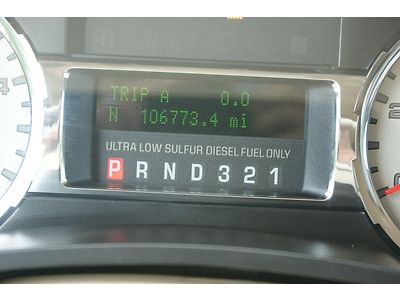 TRIP A 0.0
N 106773.4 mi
ULTRA LOW SULFUR DIESEL FUEL ONLY
P R N D 3 2 1